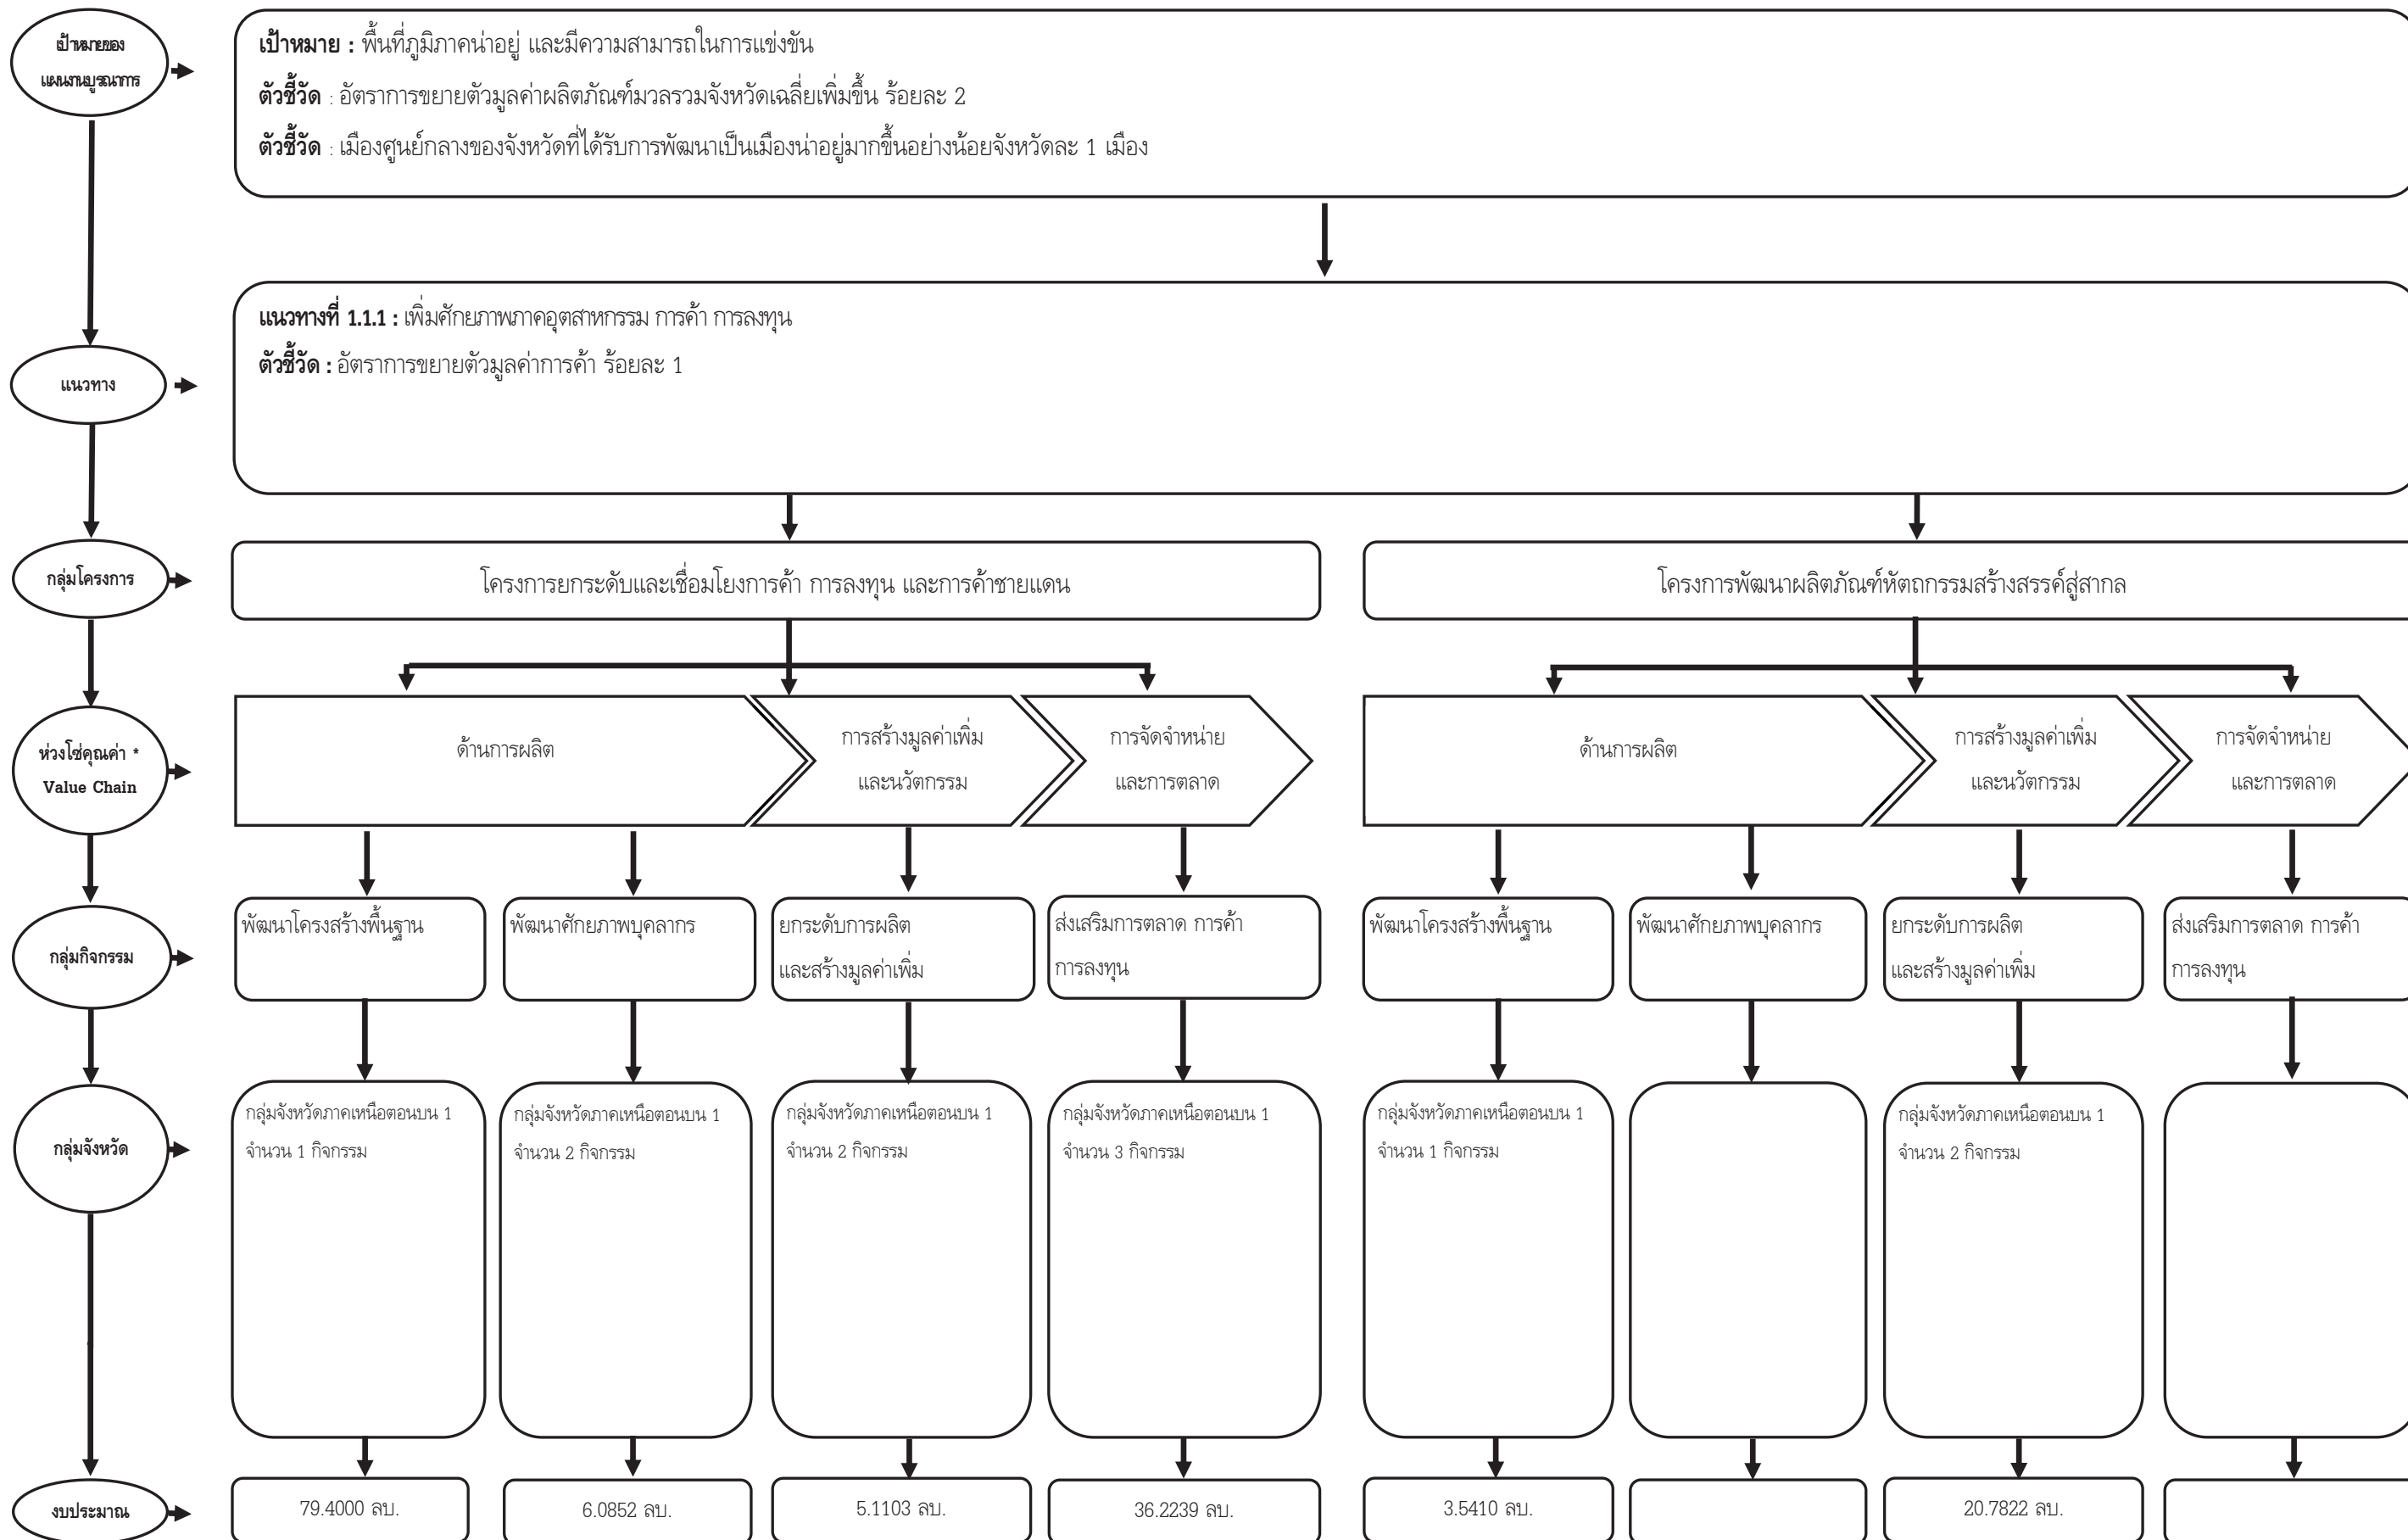 เป้าหมายของ
แผนงานบูรณาการ
เป้าหมาย : พื้นที่ภูมิภาคน่าอยู่ และมีความสามารถในการแข่งขัน
ตัวชี้วัด : อัตราการขยายตัวมูลค่าผลิตภัณฑ์มวลรวมจังหวัดเฉลี่ยเพิ่มขึ้น ร้อยละ 2
ตัวชี้วัด : เมืองศูนย์กลางของจังหวัดที่ได้รับการพัฒนาเป็นเมืองน่าอยู่มากขึ้นอย่างน้อยจังหวัดละ 1 เมือง
แนวทาง
แนวทางที่ 1.1.1 : เพิ่มศักยภาพภาคอุตสาหกรรม การค้า การลงทุน
ตัวชี้วัด : อัตราการขยายตัวมูลค่าการค้า ร้อยละ 1
กลุ่มโครงการ
โครงการยกระดับและเชื่อมโยงการค้า การลงทุน และการค้าชายแดน
โครงการพัฒนาผลิตภัณฑ์หัตถกรรมสร้างสรรค์สู่สากล
ห่วงโซ่คุณค่า *
Value Chain
ด้านการผลิต
การสร้างมูลค่าเพิ่ม
และนวัตกรรม
การจัดจำหน่าย
และการตลาด
ด้านการผลิต
การสร้างมูลค่าเพิ่ม
และนวัตกรรม
การจัดจำหน่าย
และการตลาด
กลุ่มกิจกรรม
พัฒนาโครงสร้างพื้นฐาน
พัฒนาศักยภาพบุคลากร
ยกระดับการผลิต
และสร้างมูลค่าเพิ่ม
ส่งเสริมการตลาด การค้า
การลงทุน
พัฒนาโครงสร้างพื้นฐาน
พัฒนาศักยภาพบุคลากร
ยกระดับการผลิต
และสร้างมูลค่าเพิ่ม
ส่งเสริมการตลาด การค้า
การลงทุน
กลุ่มจังหวัด
กลุ่มจังหวัดภาคเหนือตอนบน 1
จำนวน 1 กิจกรรม
กลุ่มจังหวัดภาคเหนือตอนบน 1
จำนวน 2 กิจกรรม
กลุ่มจังหวัดภาคเหนือตอนบน 1
จำนวน 2 กิจกรรม
กลุ่มจังหวัดภาคเหนือตอนบน 1
จำนวน 3 กิจกรรม
กลุ่มจังหวัดภาคเหนือตอนบน 1
จำนวน 1 กิจกรรม
กลุ่มจังหวัดภาคเหนือตอนบน 1
จำนวน 2 กิจกรรม
งบประมาณ
79.4000 ลบ.
6.0852 ลบ.
5.1103 ลบ.
36.2239 ลบ.
3.5410 ลบ.
20.7822 ลบ.